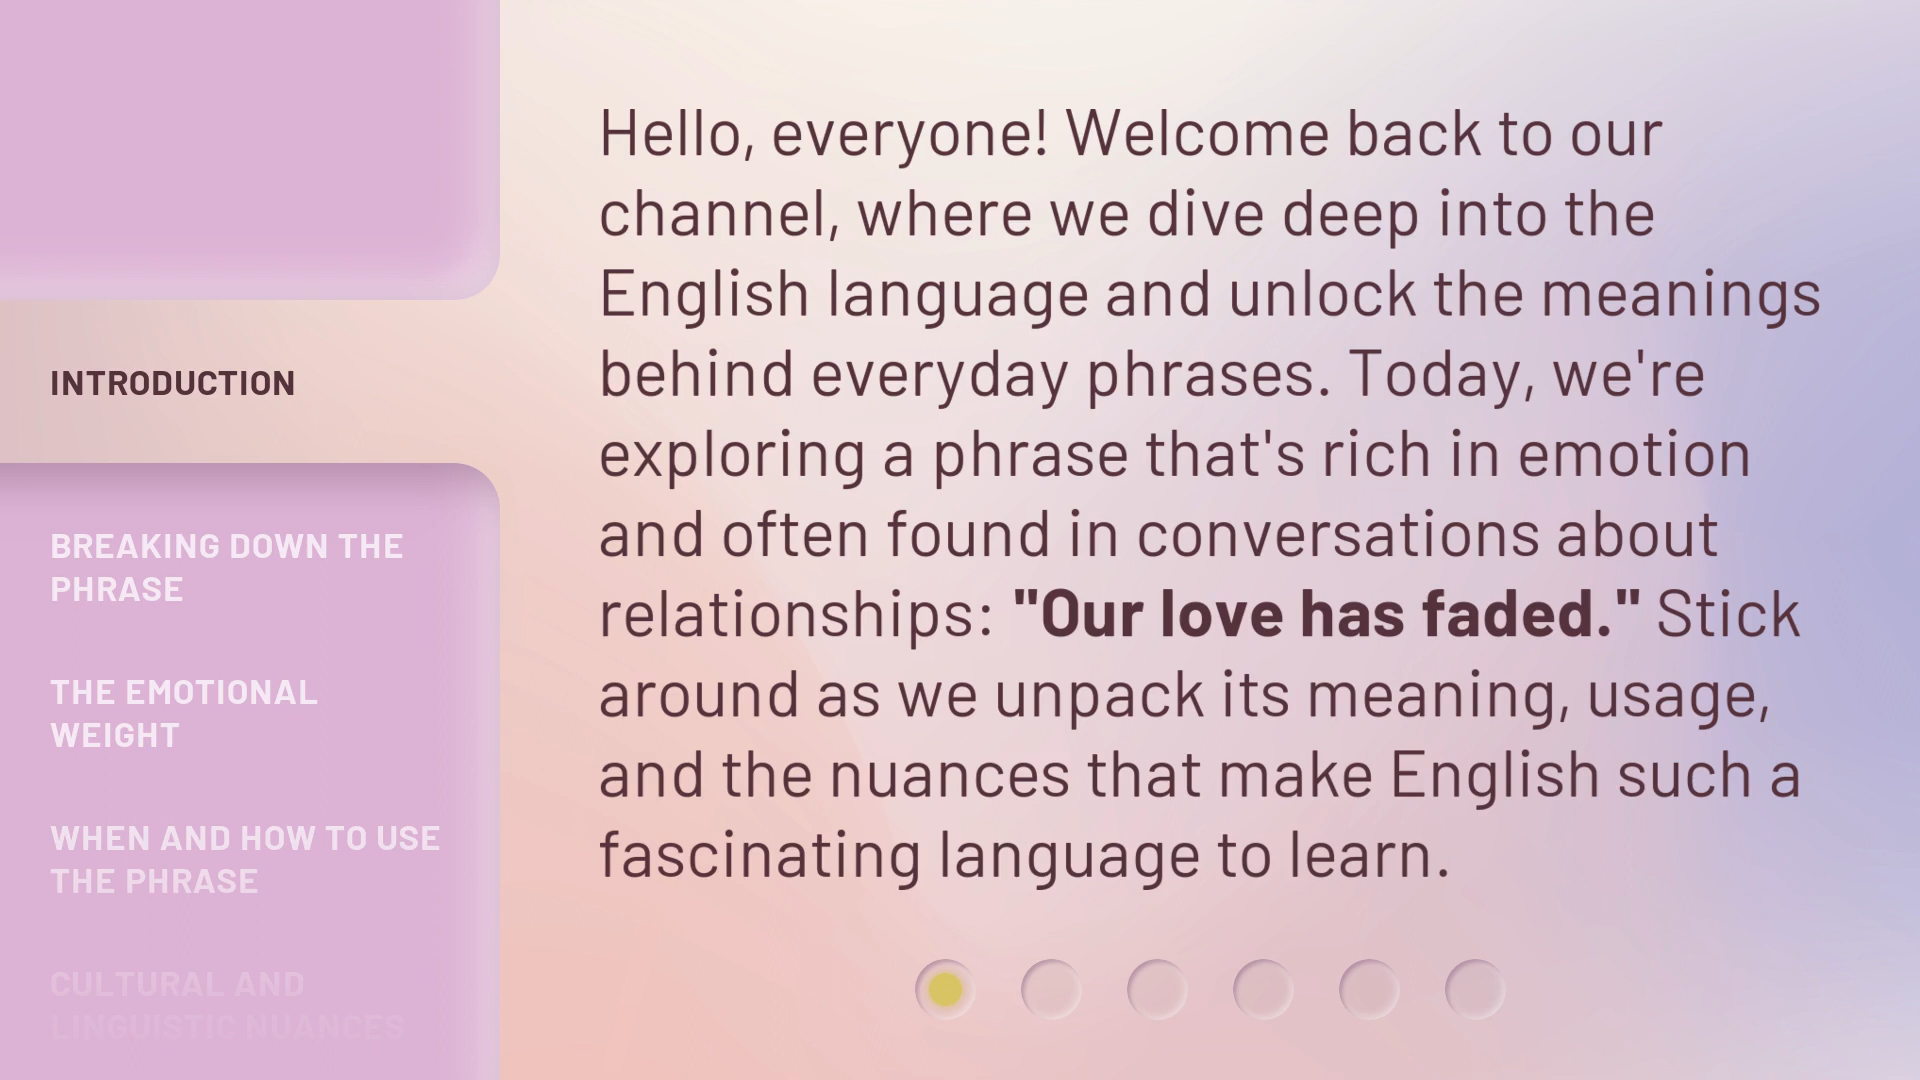 INTRODUCTION
BREAKING DOWN THE
PHRASE
THE EMOTIONAL
WEIGHT
WHEN AND HOW TO USE
THE PHRASE
CULTURAL AND
LINGUISTIC NUANCES
Hello, everyone! Welcome back to our
channel, where we dive deep into the
English language and unlock the meanings
behind everyday phrases. Today, we're
exploring a phrase that's rich in emotion
and often found in conversations about
relationships: "Our love has faded." Stick
around as we unpack its meaning, usage,
and the nuances that make English such a
fascinating language to learn.